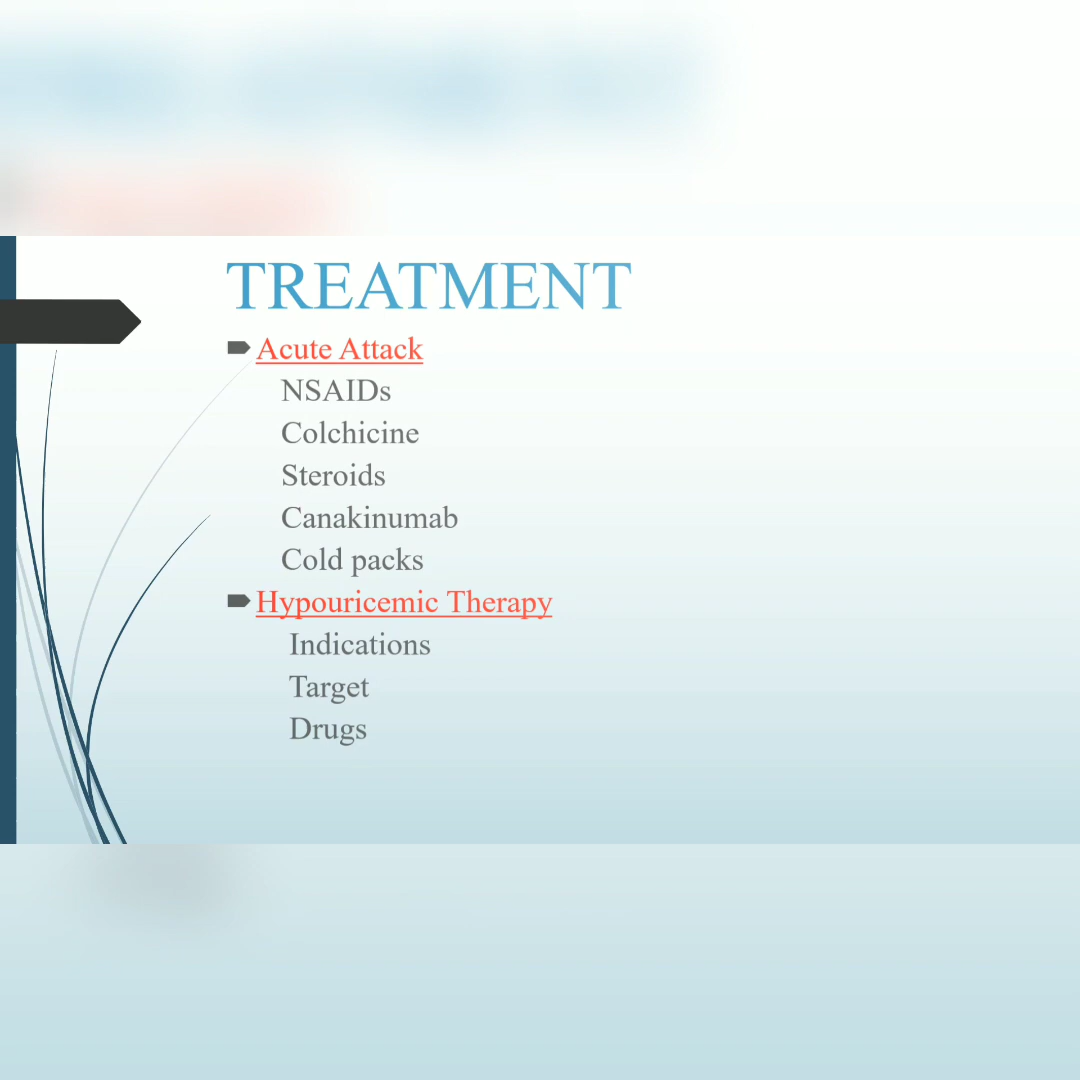 TREATMENT
Acute Attack
NSAIDs
Colchicine
Steroids
Canakinumab
Cold packs
Hypouricemic Therapy
Indications
Target
Drugs